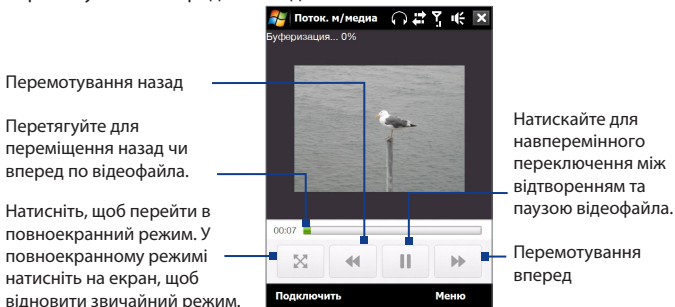 Перемотування назад
Перетягуйте для
переміщення назад чи
вперед по відеофайла.
Натисніть, щоб перейти в
повноекранний режим. У
повноекранному режимі
натисніть на екран, щоб
відновити звичайний режим.
Поток. м/медиа
Буферизация... 0%
00:07
Подключить
Меню
Натискайте для
навперемінного
переключення між
відтворенням та
паузою відеофайла.
Перемотування
вперед